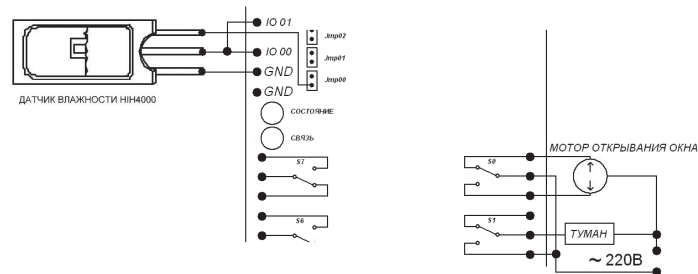 IO 01
Jmp02
IO 00
Jmp01
GND
Jmp00
GND
ДАТЧИК ВЛАЖНОСТИ HIH4000
СОСТОЯНИЕ
СВЯЗЬ
МОТОР ОТКРЫВАНИЯ ОКНА
S7
S0
S6
S1
ТУМАН
~ 220В